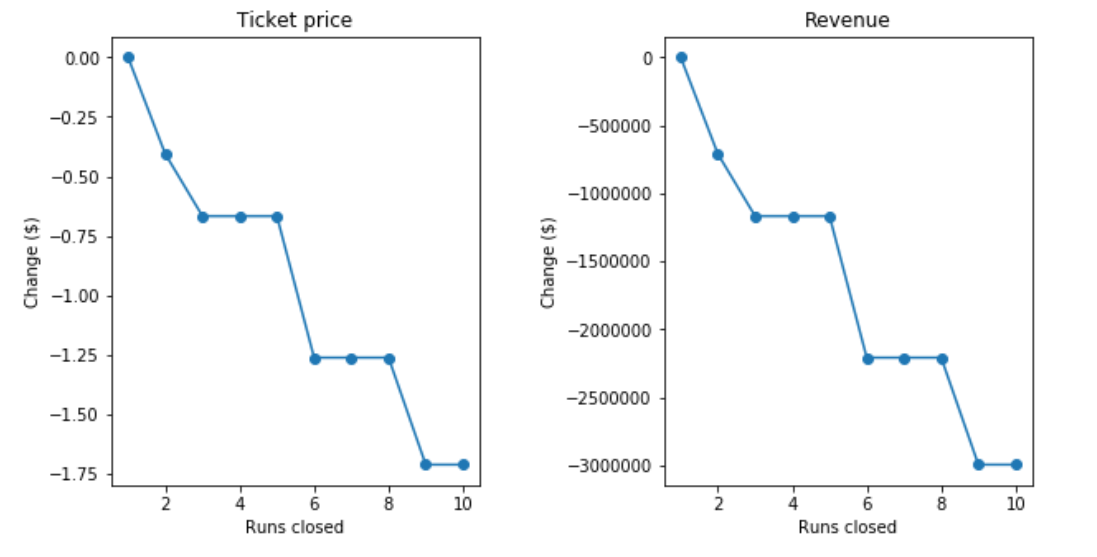 Ticket price
0.00
−0.25
−0.50
−0.75
−1.00
−1.25
−1.50
−1.75
Change ($)
2 4 6 8 10
Runs closed
Revenue
0
−500000
−1000000
−1500000
−2000000
−2500000
−3000000
Change ($)
2 4 6 8 10
Runs closed